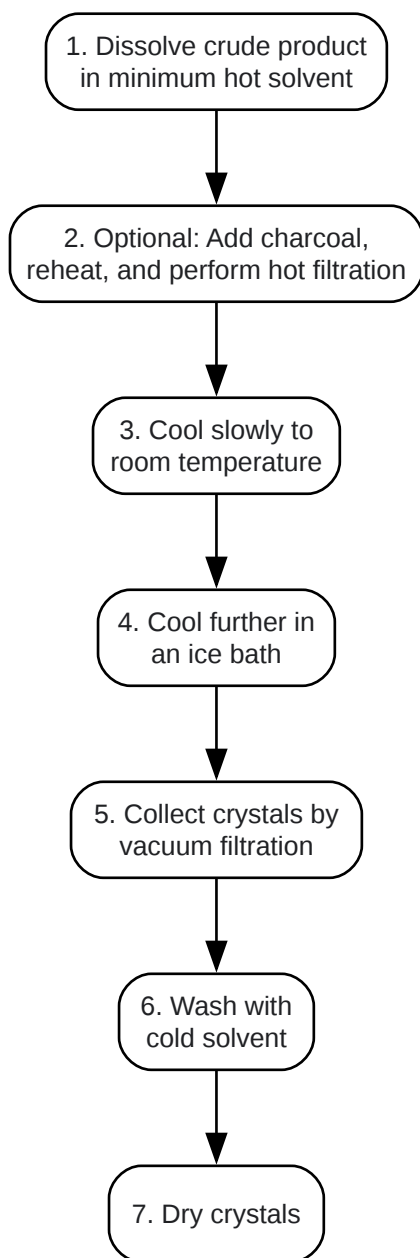 1. Dissolve crude product
in minimum hot solvent
2. Optional: Add charcoal,
reheat, and perform hot filtration
3. Cool slowly to
room temperature
4. Cool further in
an ice bath
5. Collect crystals by
vacuum filtration
6. Wash with
cold solvent
7. Dry crystals